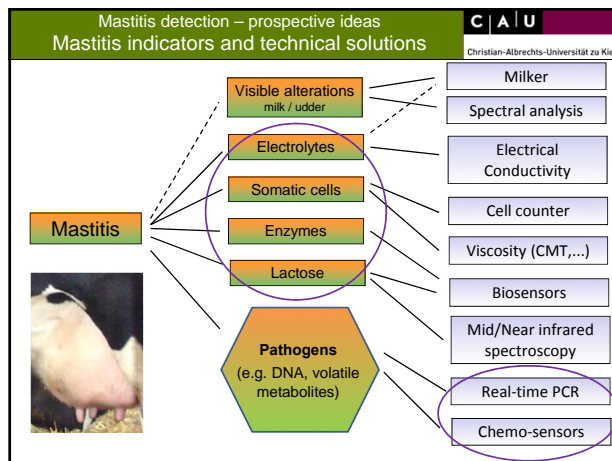 Mastitis detection – prospective ideas
Mastitis indicators and technical solutions
C | A | U
Christian-Albrechts-Universität zu Kie
Visible alterations
milk / udder
Electrolytes
Somatic cells
Enzymes
Lactose
Mastitis
Pathogens
(e.g. DNA, volatile
metabolites)
Milker
Spectral analysis
Electrical
Conductivity
Cell counter
Viscosity (CMT,...)
Biosensors
Mid/Near infrared
spectroscopy
Real-time PCR
Chemo-sensors